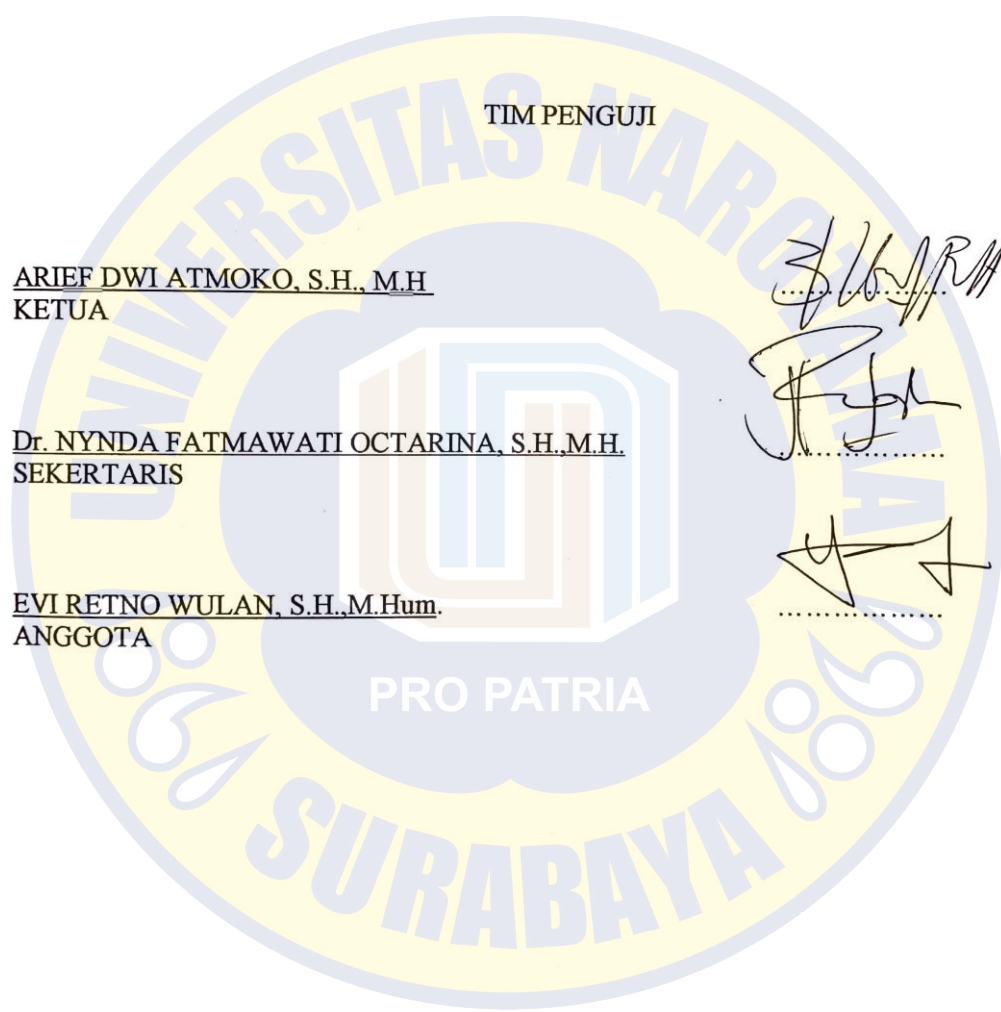 UNIVERSITAS NAROTAMA
TIM PENGUJI
ARIEF DWI ATMOKO, S.H., M.H
KETUA
Dr. NYNDA FATMAWATI OCTARINA, S.H.,M.H.
SEKERTARIS
EVI RETNO WULAN, S.H.,M.Hum.
ANGGOTA
PRO PATRIA
SURABAYA